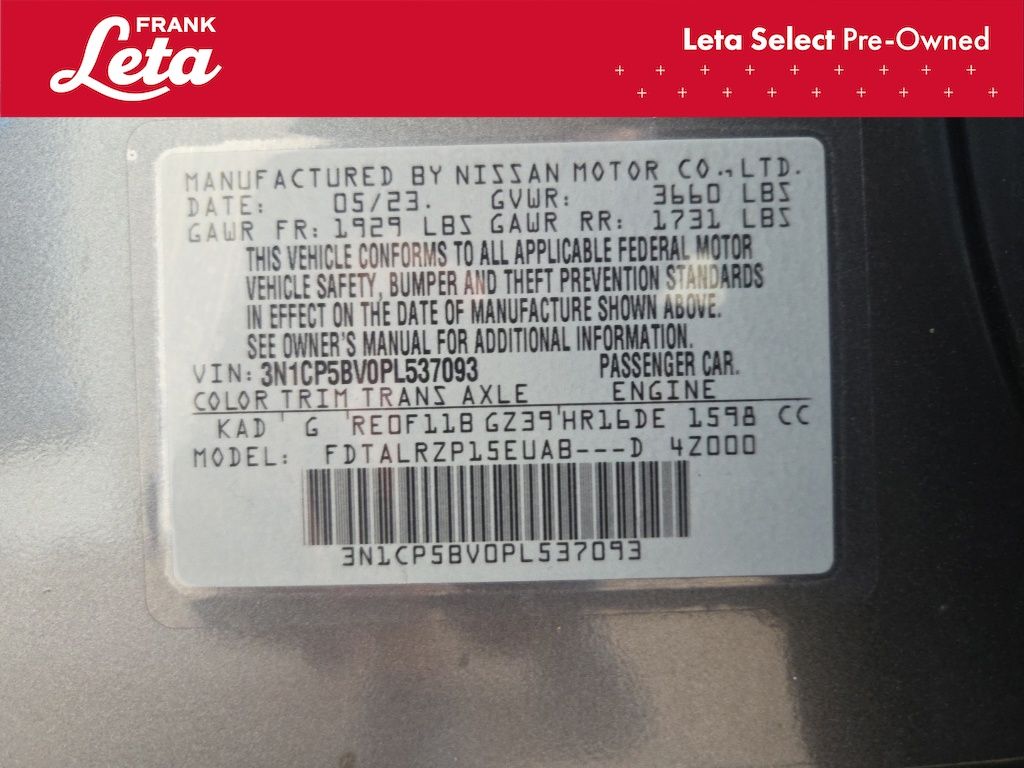 FRANK
Leta
Leta Select Pre-Owned
MANUFACTURED BY NISSAN MOTOR CO., LTD.
DATE: 05/23. GVWR: 3660 LBS
GAWR FR: 1929 LBS GAWR RR: 1731 LBS
THIS VEHICLE CONFORMS TO ALL APPLICABLE FEDERAL MOTOR
VEHICLE SAFETY, BUMPER AND THEFT PREVENTION STANDARDS
IN EFFECT ON THE DATE OF MANUFACTURE SHOWN ABOVE.
SEE OWNER'S MANUAL FOR ADDITIONAL INFORMATION.
VIN: 3N1CP5BV0PL537093 PASSENGER CAR.
COLOR TRIM TRANS AXLE ENGINE
KAD G RE0F11B GZ39 HR16DE 1598 CC
MODEL: FDTALRZP15EUAB---D 4Z000
3N1CP5BV0PL537093